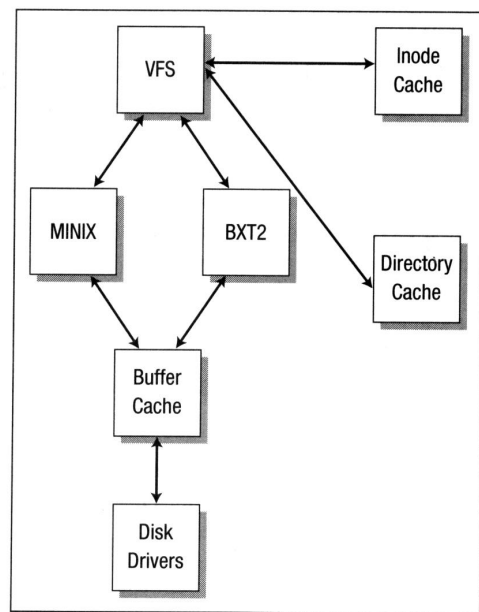 VFS
Inode
Cache
MINIX
BXT2
Directory
Cache
Buffer
Cache
Disk
Drivers